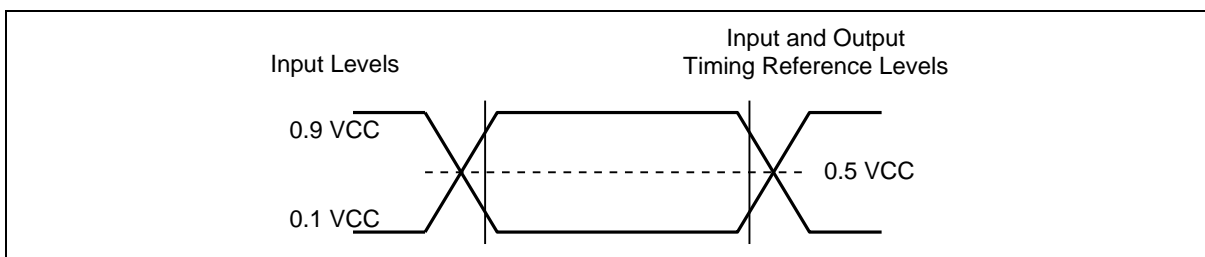 Input Levels
Input and Output
Timing Reference Levels
0.9 VCC
0.5 VCC
0.1 VCC